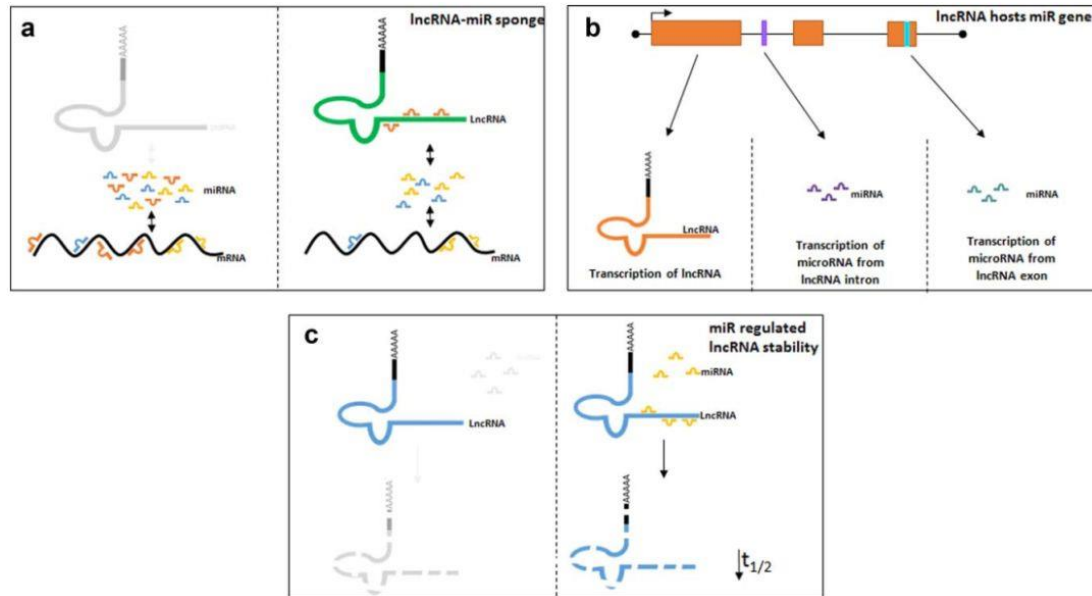 a
lncRNA-miR sponge
LncRNA
miRNA
mRNA
LncRNA
mRNA
b
lncRNA hosts miR gene
LncRNA
Transcription of lncRNA
miRNA
Transcription of
microRNA from
lncRNA intron
miRNA
Transcription of
microRNA from
lncRNA exon
c
LncRNA
miR regulated
lncRNA stability
miRNA
LncRNA
t1/2